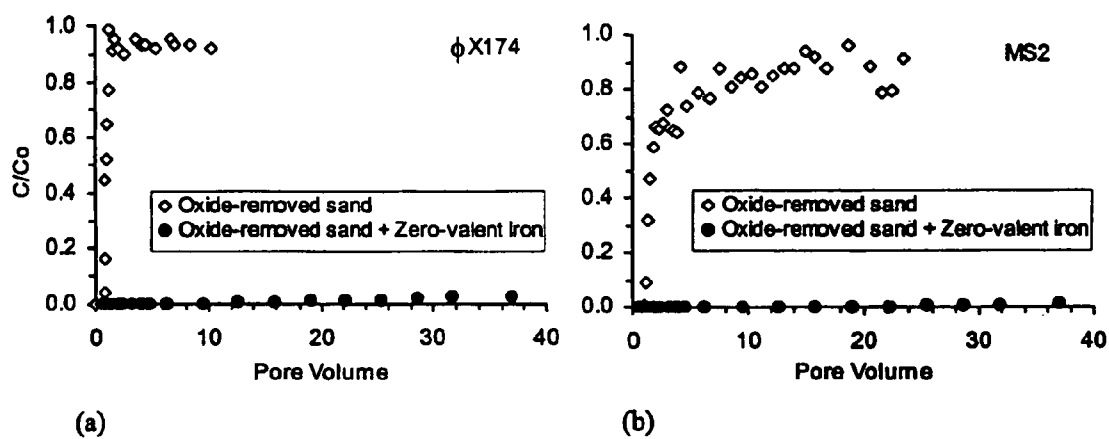 1.0
0.8
0.6
0.4
0.2
0.0
C/Co
ϕX174
◇ Oxide-removed sand
● Oxide-removed sand + Zero-valent iron
0 10 20 30 40
Pore Volume
(a)
1.0
0.8
0.6
0.4
0.2
0.0
MS2
◇ Oxide-removed sand
● Oxide-removed sand + Zero-valent iron
0 10 20 30 40
Pore Volume
(b)